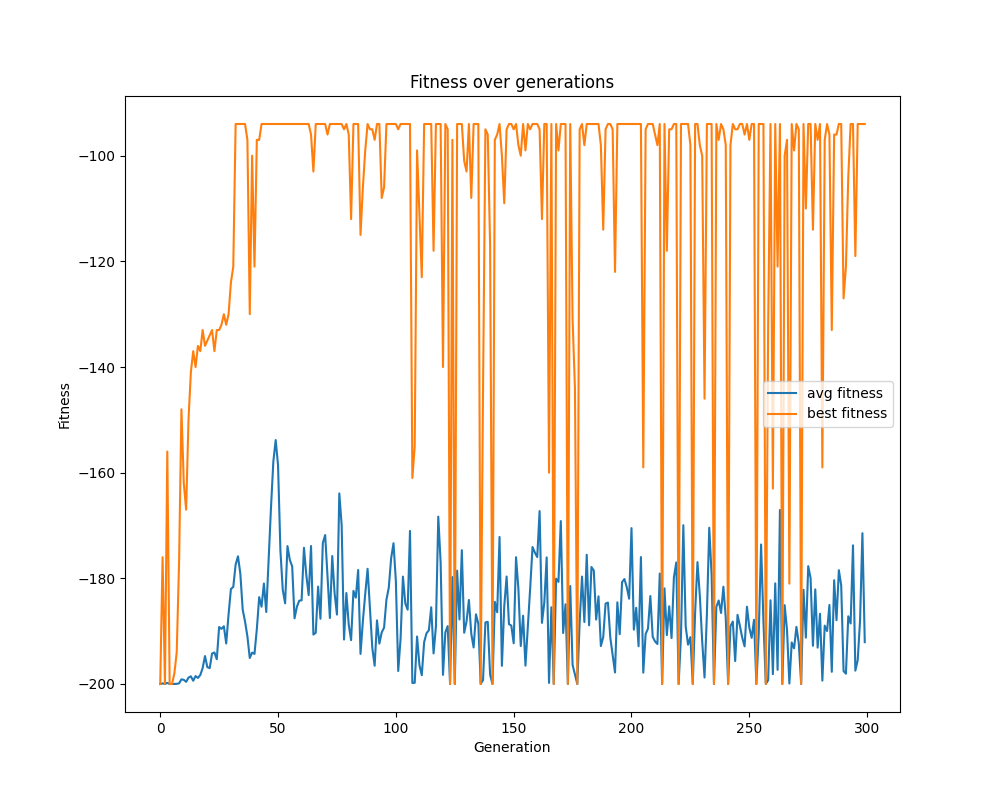 Fitness over generations
Fitness
−100
−120
−140
−160
−180
−200
avg fitness
best fitness
0 50 100 150 200 250 300
Generation